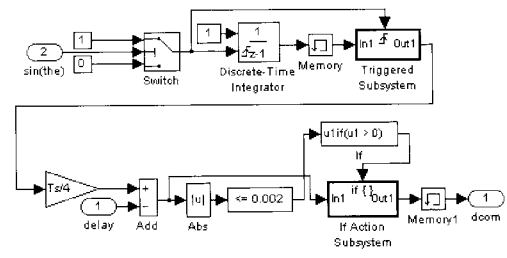 1
2
sin(the)
0
Switch
1
1
z-1
Discrete-Time
Integrator
Memory
In1 Out1
Triggered
Subsystem
Ts/4
1
delay
+
−
Add
|u|
Abs
<= 0.002
u1if(u1 > 0)
If
if { }
In1 Out1
If Action
Subsystem
Memory1
1
dcom